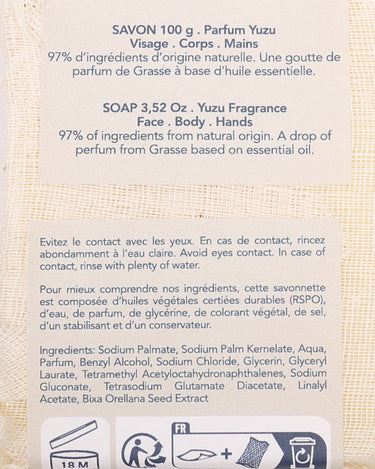 SAVON 100 g . Parfum Yuzu
Visage . Corps . Mains
97% d'ingrédients d'origine naturelle. Une goutte de
parfum de Grasse à base d'huile essentielle.
SOAP 3,52 Oz . Yuzu Fragrance
Face . Body . Hands
97% of ingredients from natural origin. A drop of
perfum from Grasse based on essential oil.
Evitez le contact avec les yeux. En cas de contact, rincez
abondamment à l'eau claire. Avoid eyes contact. In case of
contact, rinse with plenty of water.
Pour mieux comprendre nos ingrédients, cette savonnette
est composée d'huiles végétales certiées durables (RSPO),
d'eau, de parfum, de glycérine, de colorant végétal, de sel,
d'un stabilisant et d'un conservateur.
Ingredients: Sodium Palmate, Sodium Palm Kernelate, Aqua,
Parfum, Benzyl Alcohol, Sodium Chloride, Glycerin, Glyceryl
Laurate, Tetramethyl Acetyloctahydronaphthalenes, Sodium
Gluconate, Tetrasodium Glutamate Diacetate, Linalyl
Acetate, Bixa Orellana Seed Extract
FR
18 M
+